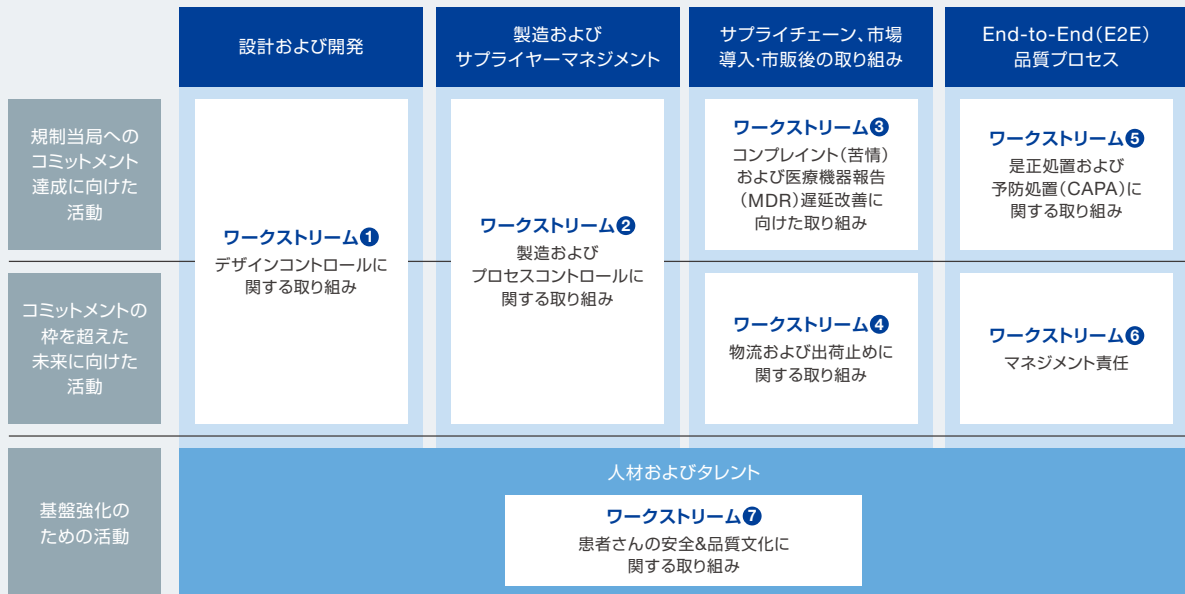 設計および開発
製造および
サプライヤーマネジメント
サプライチェーン、市場
導入・市販後の取り組み
End-to-End(E2E)
品質プロセス
規制当局への
コミットメント
達成に向けた
活動
ワークストリーム❶
デザインコントロールに
関する取り組み
ワークストリーム❷
製造および
プロセスコントロールに
関する取り組み
ワークストリーム❸
コンプレイント(苦情)
および医療機器報告
(MDR)遅延改善に
向けた取り組み
ワークストリーム❺
是正処置および
予防処置(CAPA)に
関する取り組み
コミットメントの
枠を超えた
未来に向けた
活動
ワークストリーム❹
物流および出荷止めに
関する取り組み
ワークストリーム❻
マネジメント責任
基盤強化の
ための活動
人材およびタレント
ワークストリーム❼
患者さんの安全&品質文化に
関する取り組み